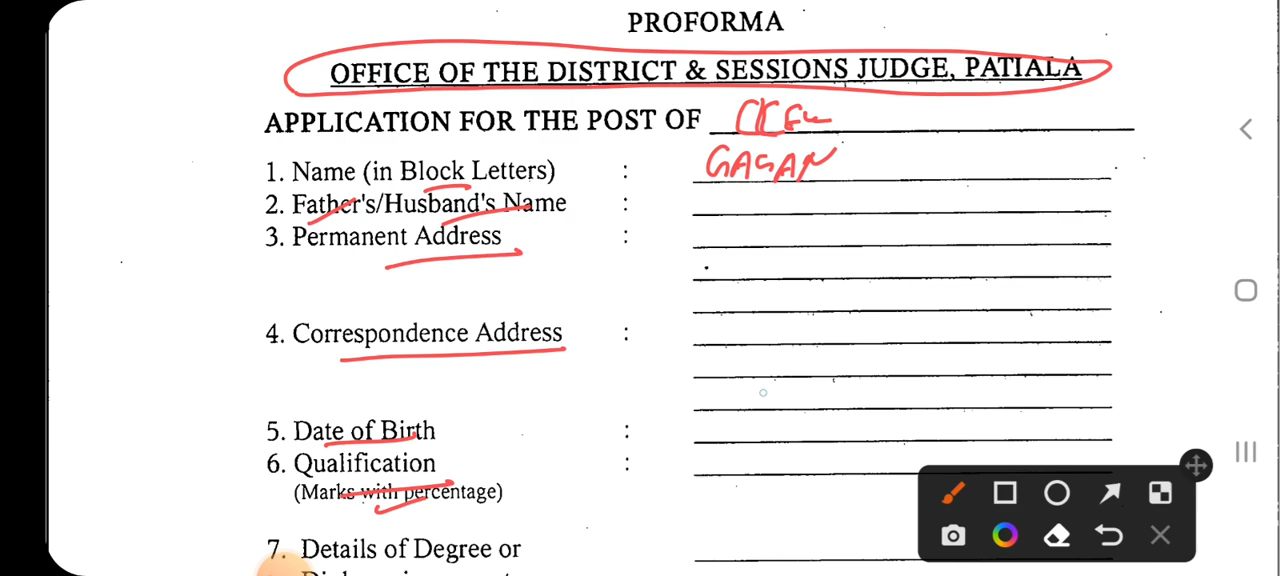 PROFORMA
OFFICE OF THE DISTRICT & SESSIONS JUDGE, PATIALA
APPLICATION FOR THE POST OF
1. Name (in Block Letters) : GAGAN
2. Father's/Husband's Name :
3. Permanent Address :
4. Correspondence Address :
5. Date of Birth :
6. Qualification :
(Marks with percentage)
7. Details of Degree or